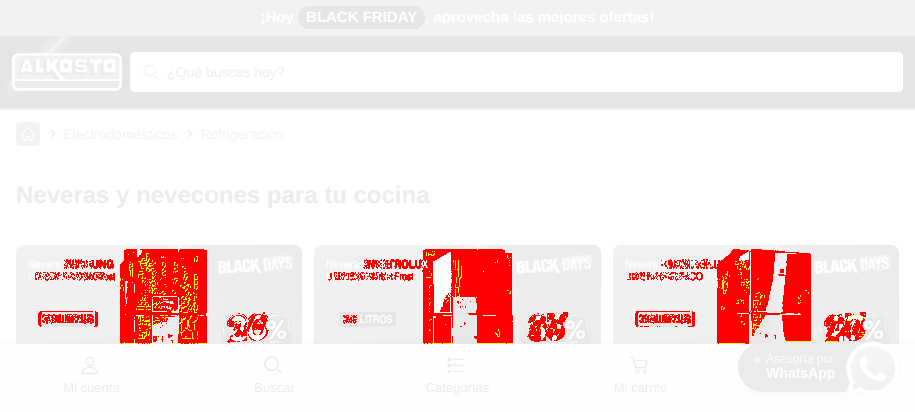 ¡Hoy BLACK FRIDAY, aprovecha las mejores ofertas!
ALKOSTO
¿Qué buscas hoy?
Electrodomésticos > Refrigeración
Neveras y nevecones para tu cocina
BLACK DAYS
BLACK DAYS
BLACK DAYS
LITROS
%
%
%
Mi cuenta
Buscar
Categorías
Mi carrito
» Asesoría por
WhatsApp